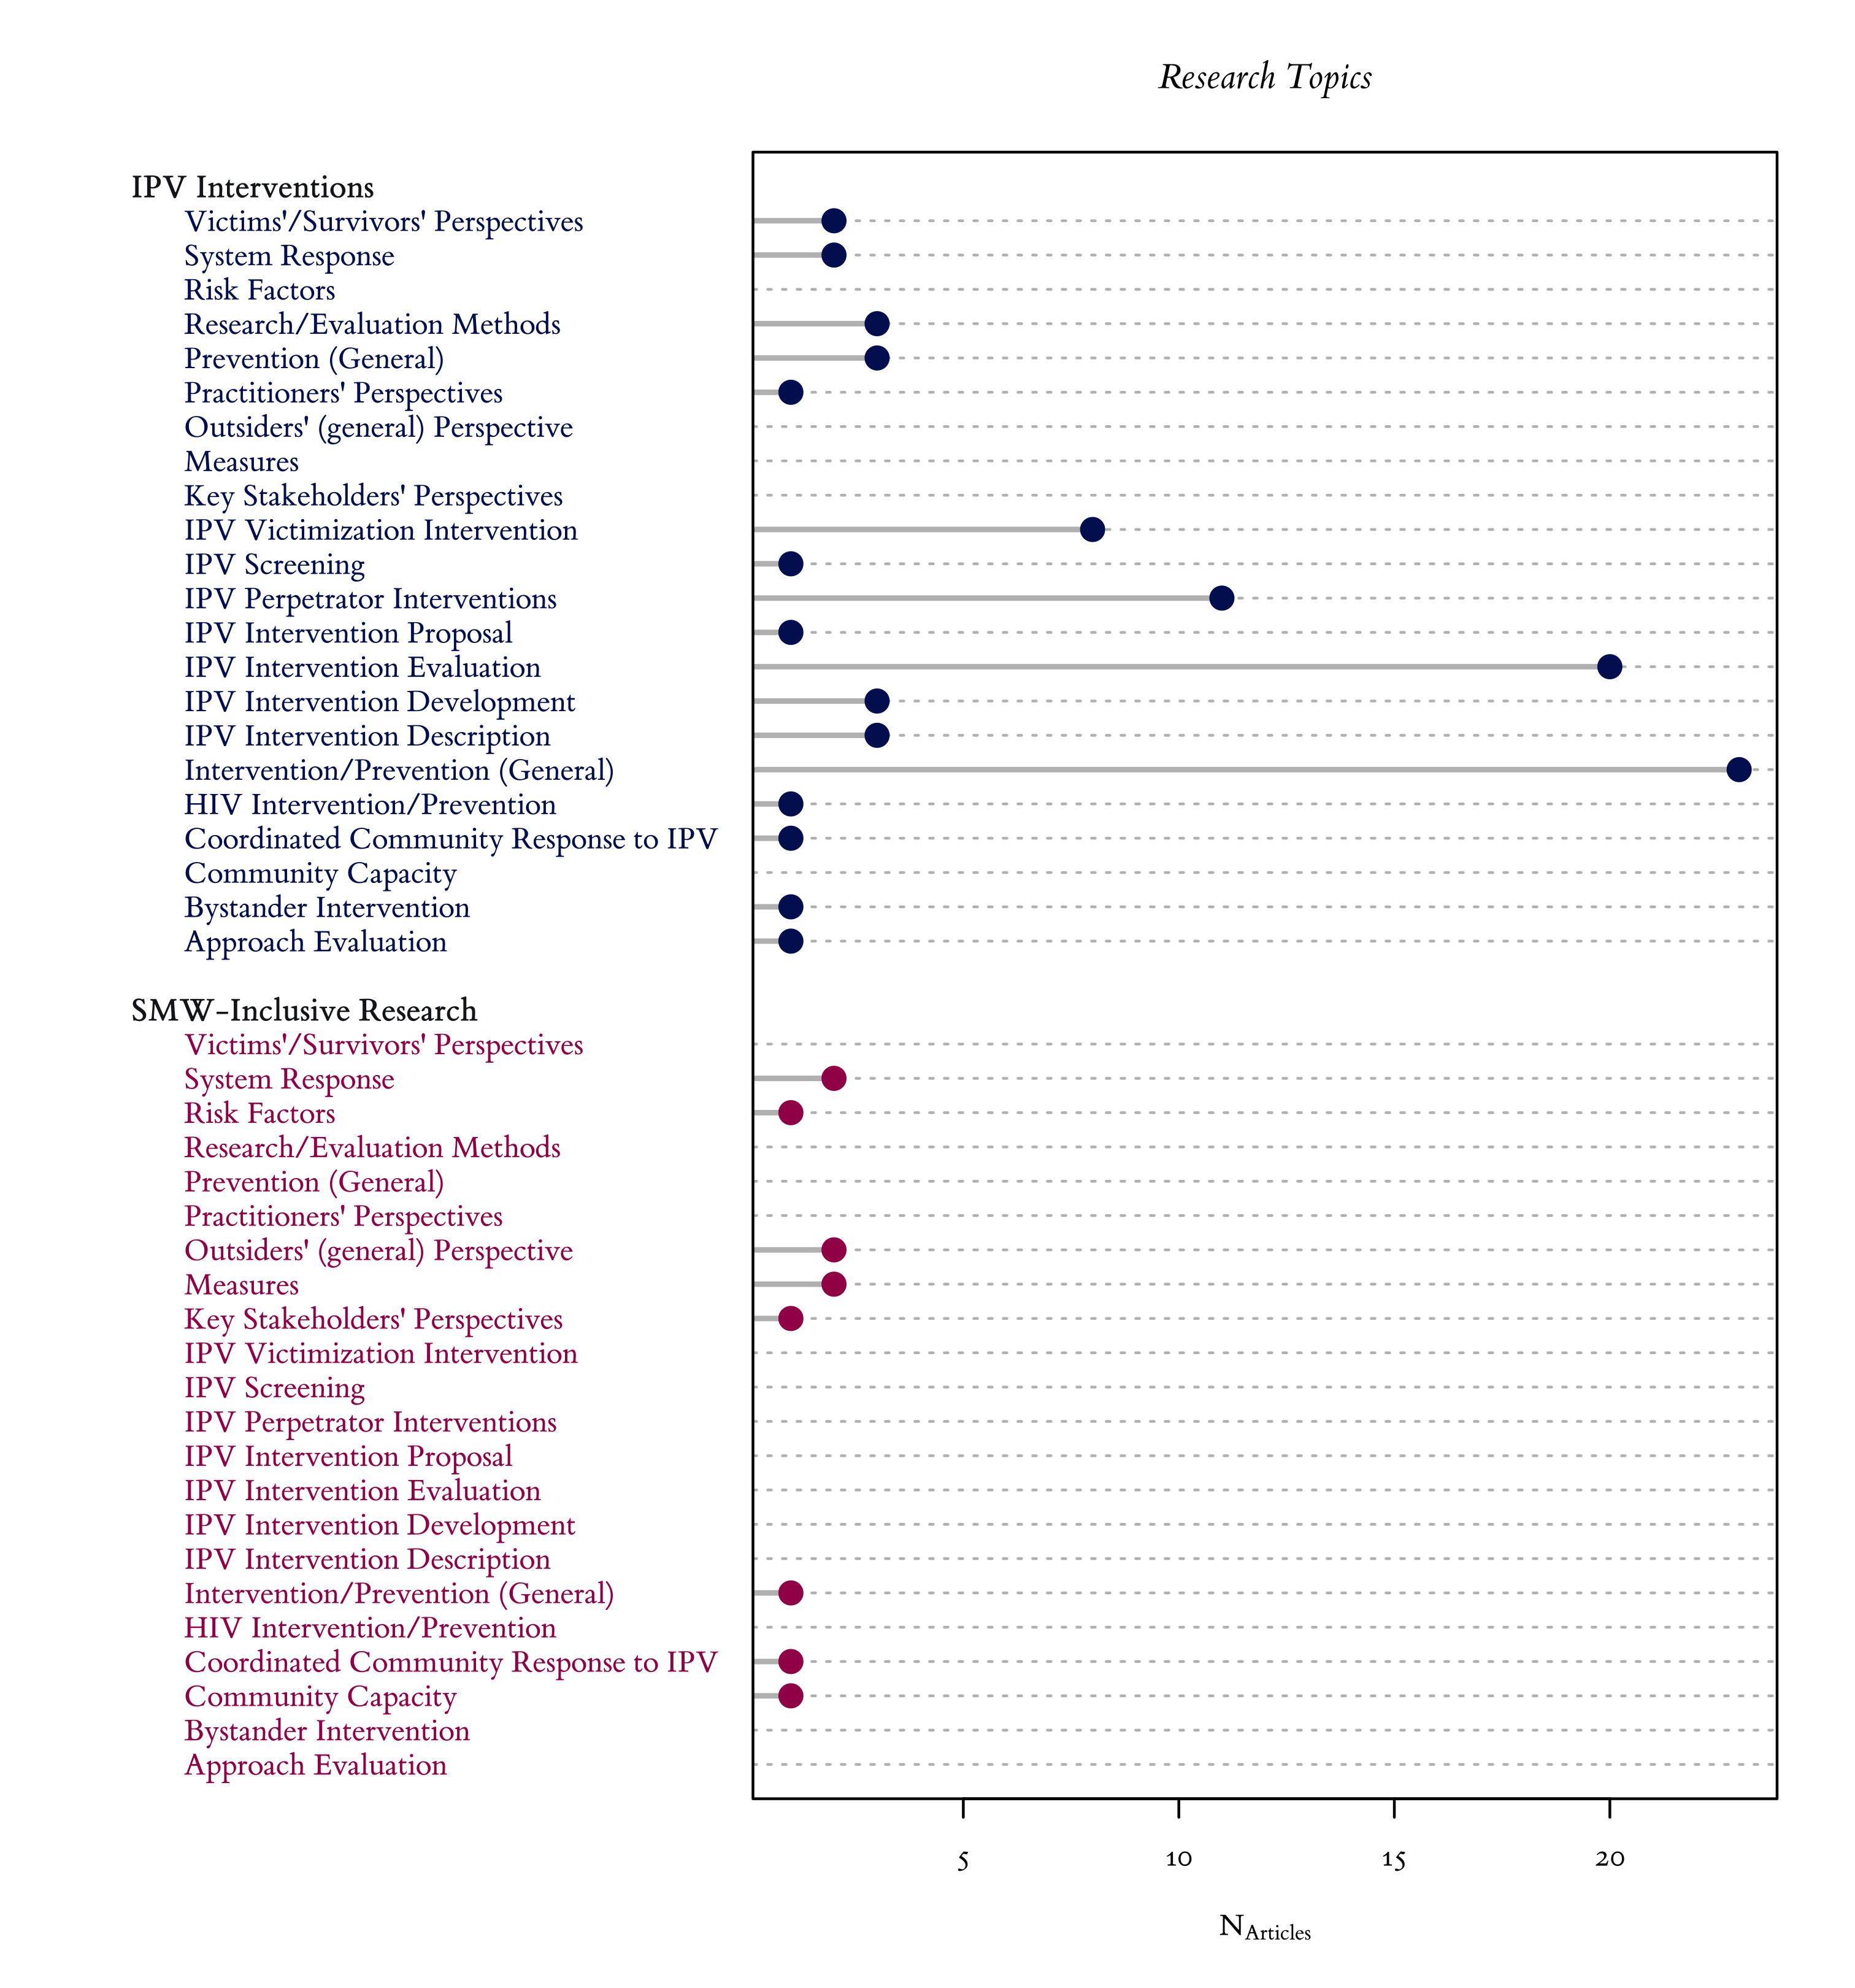 Research Topics
IPV Interventions
Victims'/Survivors' Perspectives
System Response
Risk Factors
Research/Evaluation Methods
Prevention (General)
Practitioners' Perspectives
Outsiders' (general) Perspective
Measures
Key Stakeholders' Perspectives
IPV Victimization Intervention
IPV Screening
IPV Perpetrator Interventions
IPV Intervention Proposal
IPV Intervention Evaluation
IPV Intervention Development
IPV Intervention Description
Intervention/Prevention (General)
HIV Intervention/Prevention
Coordinated Community Response to IPV
Community Capacity
Bystander Intervention
Approach Evaluation
SMW-Inclusive Research
Victims'/Survivors' Perspectives
System Response
Risk Factors
Research/Evaluation Methods
Prevention (General)
Practitioners' Perspectives
Outsiders' (general) Perspective
Measures
Key Stakeholders' Perspectives
IPV Victimization Intervention
IPV Screening
IPV Perpetrator Interventions
IPV Intervention Proposal
IPV Intervention Evaluation
IPV Intervention Development
IPV Intervention Description
Intervention/Prevention (General)
HIV Intervention/Prevention
Coordinated Community Response to IPV
Community Capacity
Bystander Intervention
Approach Evaluation
5 10 15 20
N Articles